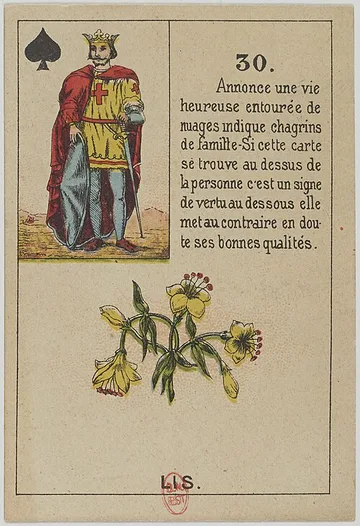 30.
Annonce une vie
heureuse entourée de
nuages indique chagrins
de famille-Si cette carte
se trouve au dessus de
la personne c'est un signe
de vertu au dessous elle
met au contraire en dou-
te ses bonnes qualités.
LIS.